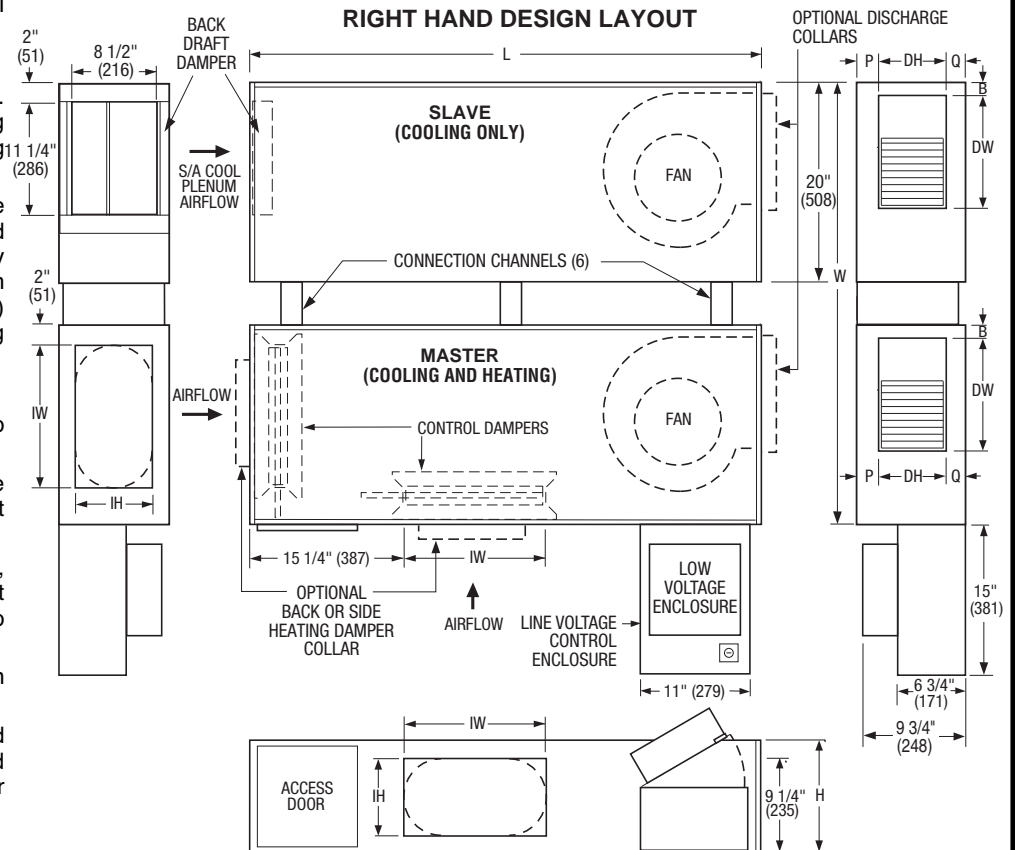 RIGHT HAND DESIGN LAYOUT
OPTIONAL DISCHARGE
COLLARS
2"
(51)
8 1/2"
(216)
BACK
DRAFT
DAMPER
L
P
DH
Q
B
11 1/4"
(286)
S/A COOL
PLENUM
AIRFLOW
SLAVE
(COOLING ONLY)
FAN
20"
(508)
W
DW
CONNECTION CHANNELS (6)
2"
(51)
IW
IH
AIRFLOW
MASTER
(COOLING AND HEATING)
CONTROL DAMPERS
FAN
B
DW
P
DH
Q
15 1/4" (387)
IW
OPTIONAL
BACK OR SIDE
HEATING DAMPER
COLLAR
AIRFLOW
LINE VOLTAGE
CONTROL
ENCLOSURE
LOW
VOLTAGE
ENCLOSURE
11" (279)
15"
(381)
6 3/4"
(171)
9 3/4"
(248)
IW
ACCESS
DOOR
IH
9 1/4"
(235)
H